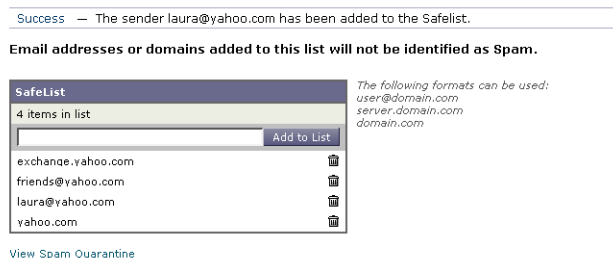 Success — The sender laura@yahoo.com has been added to the Safelist.
Email addresses or domains added to this list will not be identified as Spam.
SafeList
4 items in list
Add to List
exchange.yahoo.com
friends@yahoo.com
laura@yahoo.com
yahoo.com
The following formats can be used:
user@domain.com
server.domain.com
domain.com
View Spam Quarantine